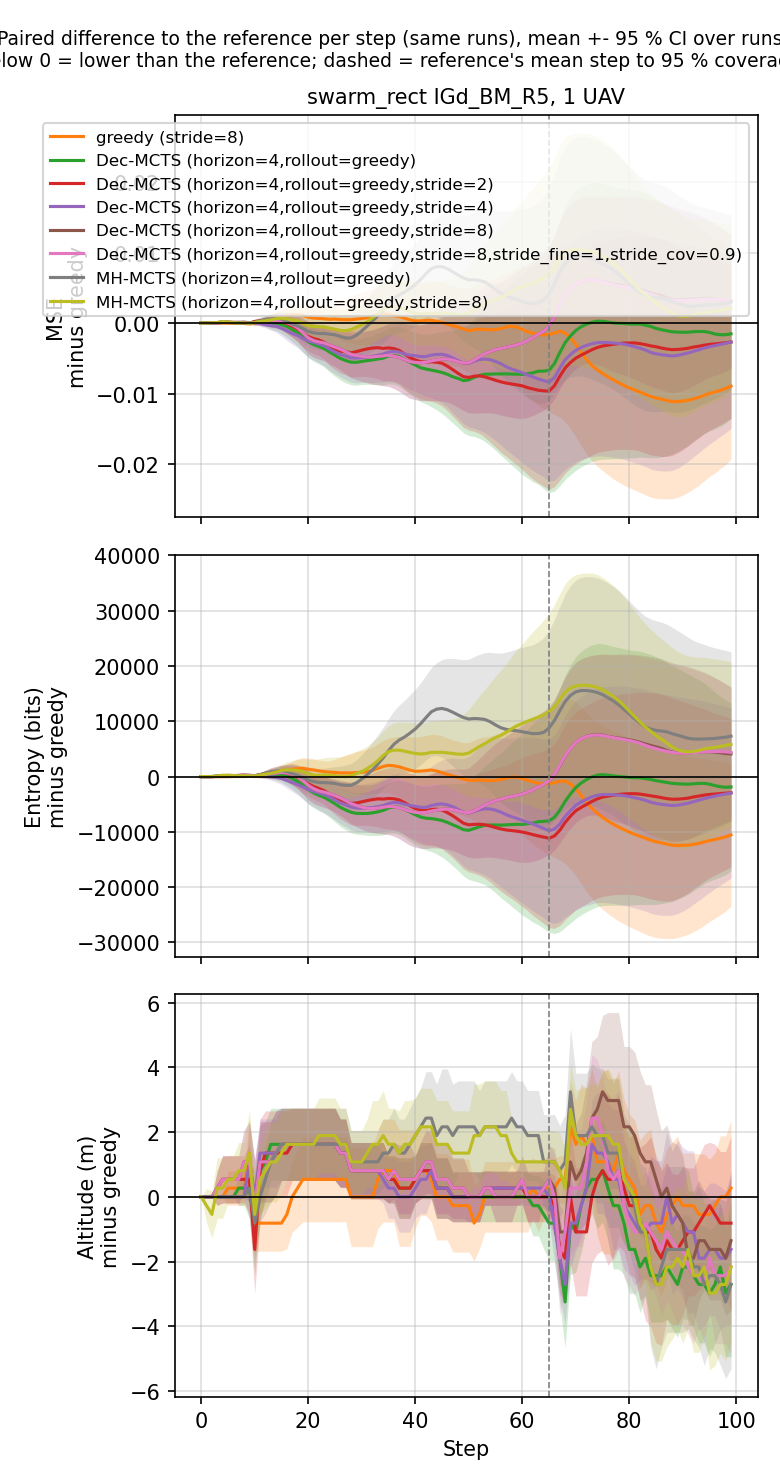 Paired difference to the reference per step (same runs), mean +- 95 % CI over runs
low 0 = lower than the reference; dashed = reference's mean step to 95 % covera
swarm_rect IGd_BM_R5, 1 UAV
greedy (stride=8)
Dec-MCTS (horizon=4,rollout=greedy)
Dec-MCTS (horizon=4,rollout=greedy,stride=2)
Dec-MCTS (horizon=4,rollout=greedy,stride=4)
Dec-MCTS (horizon=4,rollout=greedy,stride=8)
Dec-MCTS (horizon=4,rollout=greedy,stride=8,stride_fine=1,stride_cov=0.9)
MH-MCTS (horizon=4,rollout=greedy)
MH-MCTS (horizon=4,rollout=greedy,stride=8)
minus greedy
0.02
0.01
0.00
−0.01
−0.02
Entropy (bits)
minus greedy
40000
30000
20000
10000
0
−10000
−20000
−30000
Altitude (m)
minus greedy
6
4
2
0
−2
−4
−6
0 20 40 60 80 100
Step